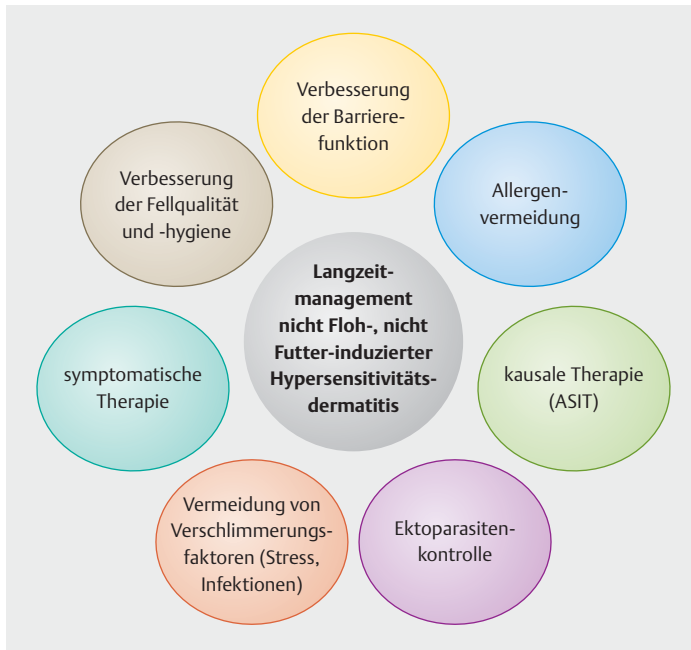 Verbesserung
der Barriere-
funktion
Verbesserung
der Fellqualität
und -hygiene
Allergen-
vermeidung
Langzeit-
management
nicht Floh-, nicht
Futter-induzierter
Hypersensitivitäts-
dermatitis
symptomatische
Therapie
kausale Therapie
(ASIT)
Vermeidung von
Verschlimmerungs-
faktoren (Stress,
Infektionen)
Ektoparasiten-
kontrolle